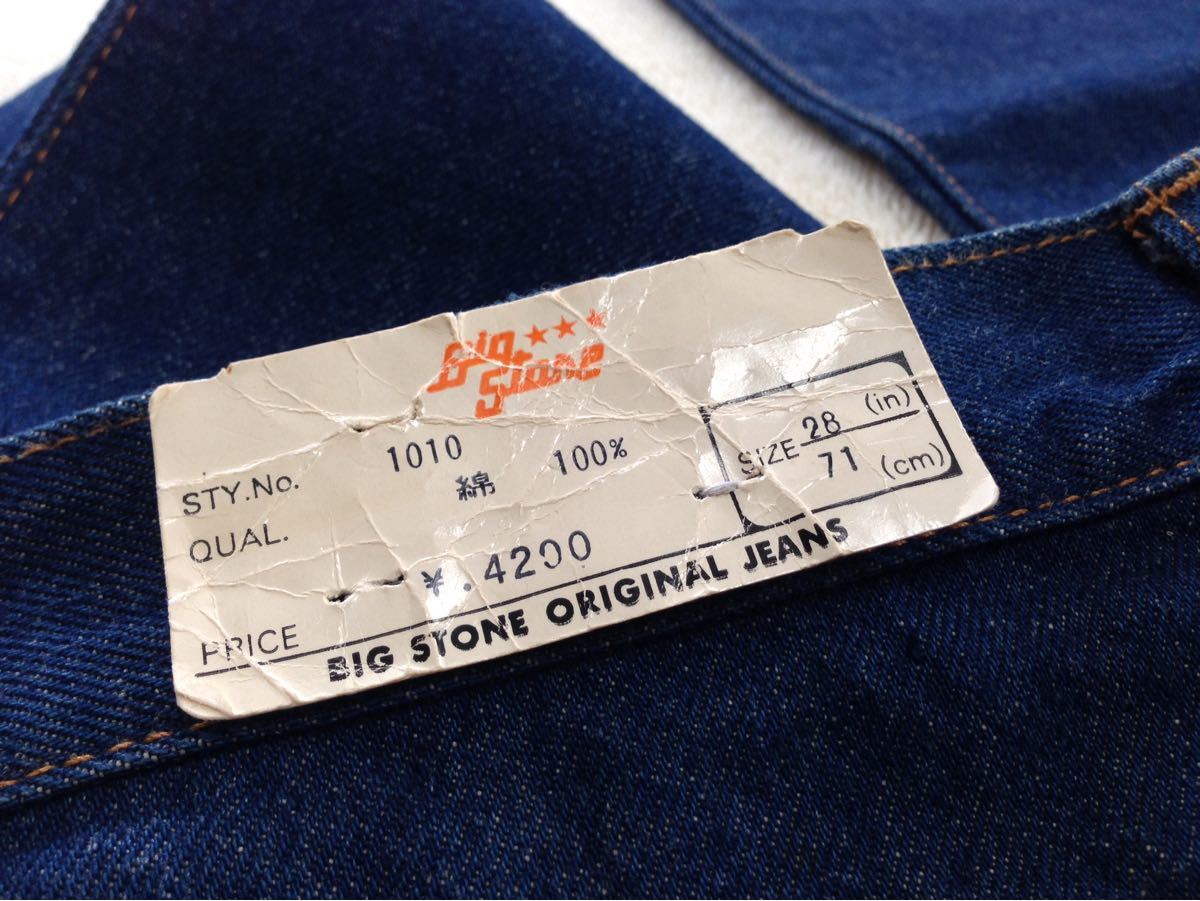 Big
Stone
STY.No. 1010
QUAL. 綿 100%
SIZE 28 (in)
71 (cm)
PRICE ¥.4200
BIG STONE ORIGINAL JEANS